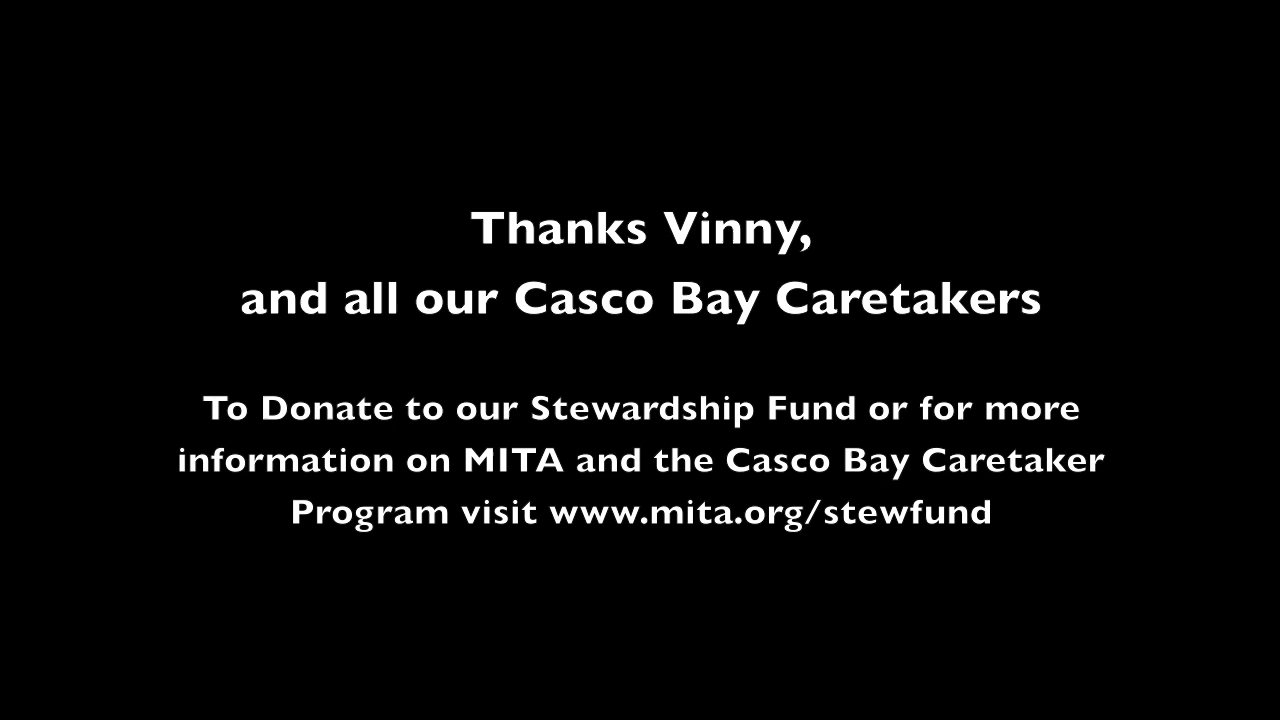 Thanks Vinny,
and all our Casco Bay Caretakers
To Donate to our Stewardship Fund or for more
information on MITA and the Casco Bay Caretaker
Program visit www.mita.org/stewfund